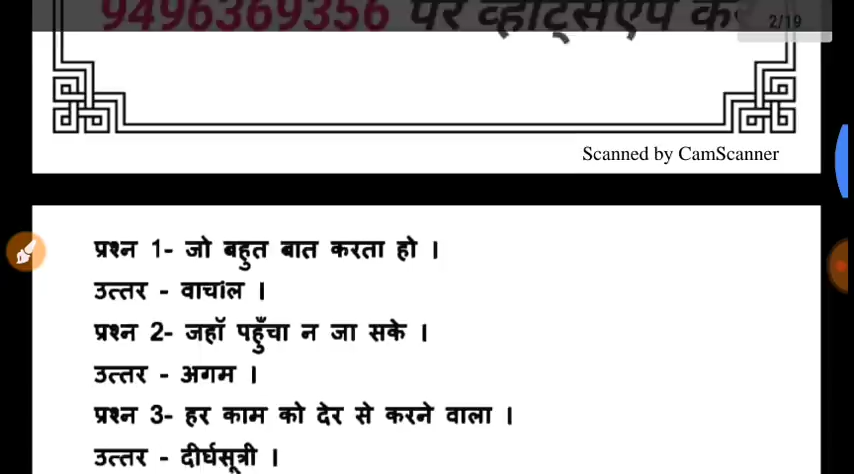 9496369356 पर व्हाट्सएप कर
2/19
Scanned by CamScanner
प्रश्न 1- जो बहुत बात करता हो ।
उत्तर - वाचाल ।
प्रश्न 2- जहाॅ पहुँचा न जा सके ।
उत्तर - अगम ।
प्रश्न 3- हर काम को देर से करने वाला ।
उत्तर - दीर्घसूत्री ।